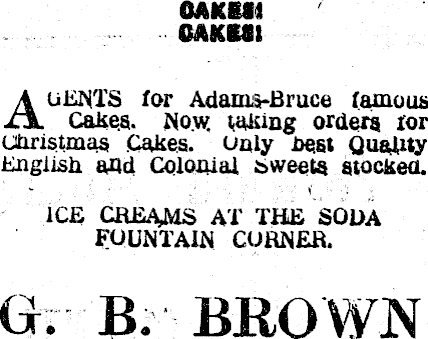 CAKES!
CAKES!
AGENTS for Adams-Bruce famous
Cakes. Now taking orders for
Christmas Cakes. Only best Quality
English and Colonial Sweets stocked.
ICE CREAMS AT THE SODA
FOUNTAIN CORNER.
G. B. BROWN